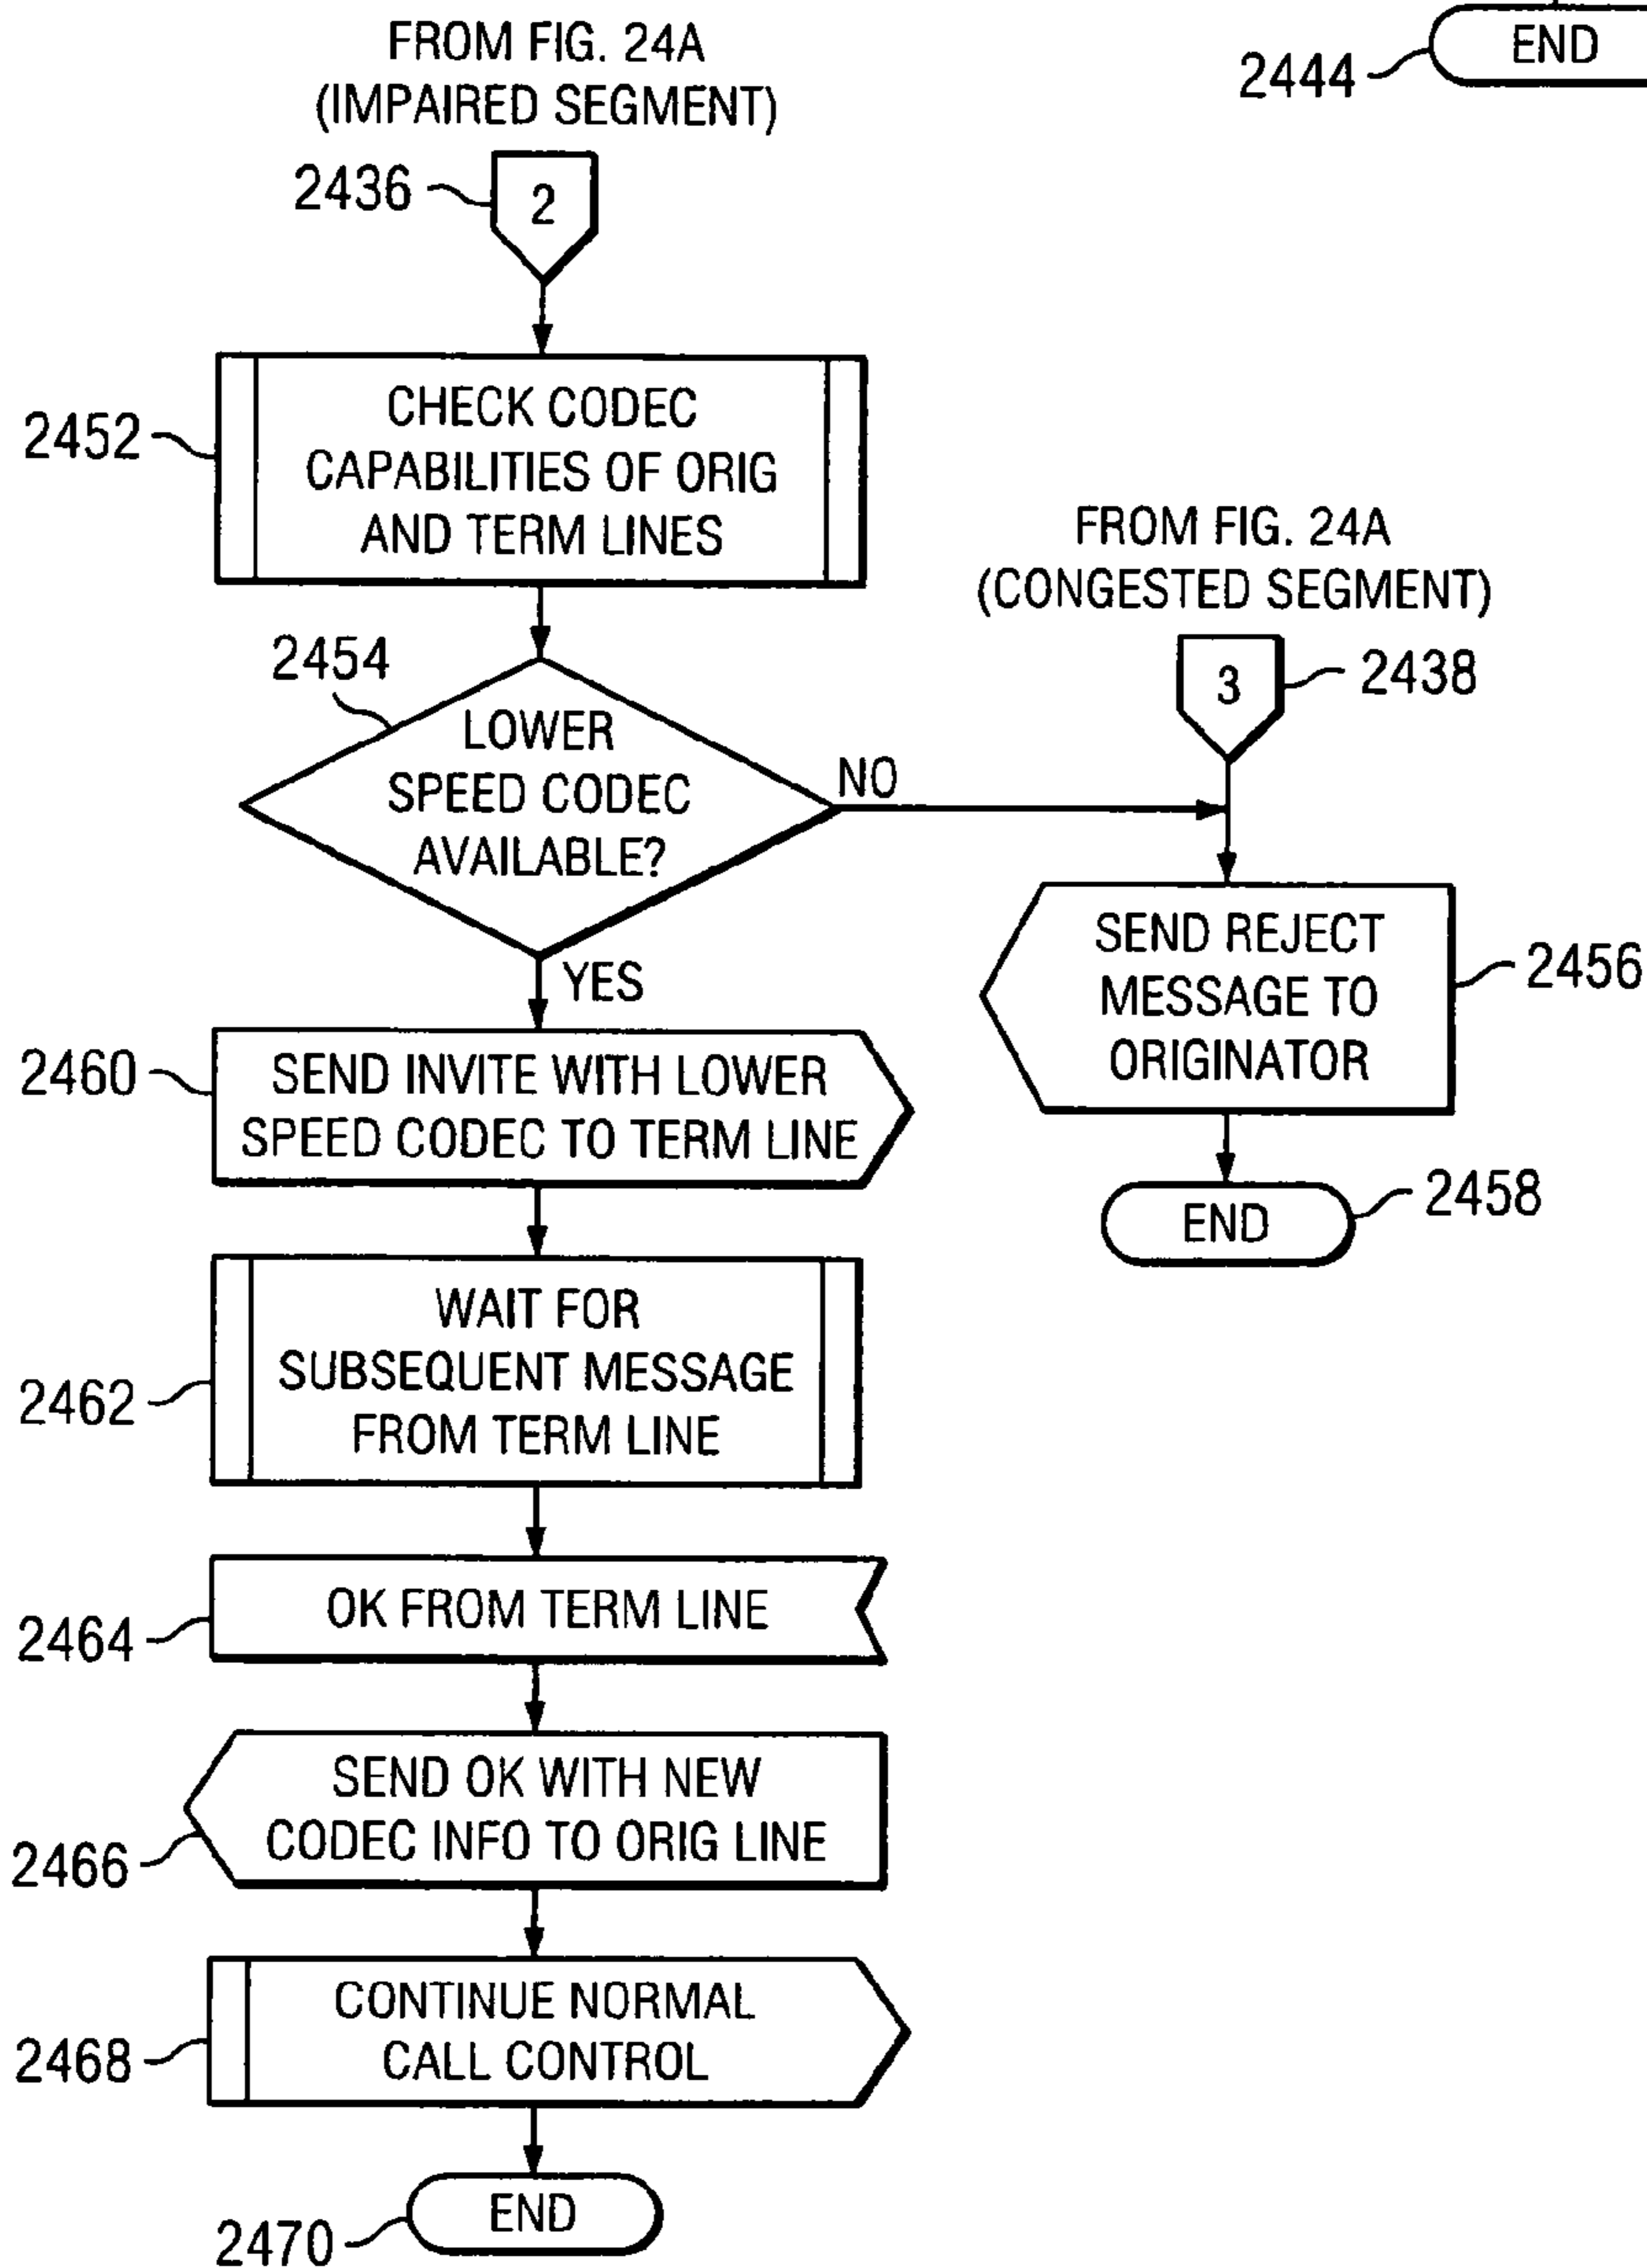 END
2444
FROM FIG. 24A
(IMPAIRED SEGMENT)
2436
2
2452
CHECK CODEC
CAPABILITIES OF ORIG
AND TERM LINES
2454
LOWER
SPEED CODEC
AVAILABLE?
NO
YES
FROM FIG. 24A
(CONGESTED SEGMENT)
3
2438
SEND REJECT
MESSAGE TO
ORIGINATOR
2456
END
2458
2460
SEND INVITE WITH LOWER
SPEED CODEC TO TERM LINE
2462
WAIT FOR
SUBSEQUENT MESSAGE
FROM TERM LINE
2464
OK FROM TERM LINE
2466
SEND OK WITH NEW
CODEC INFO TO ORIG LINE
2468
CONTINUE NORMAL
CALL CONTROL
2470
END